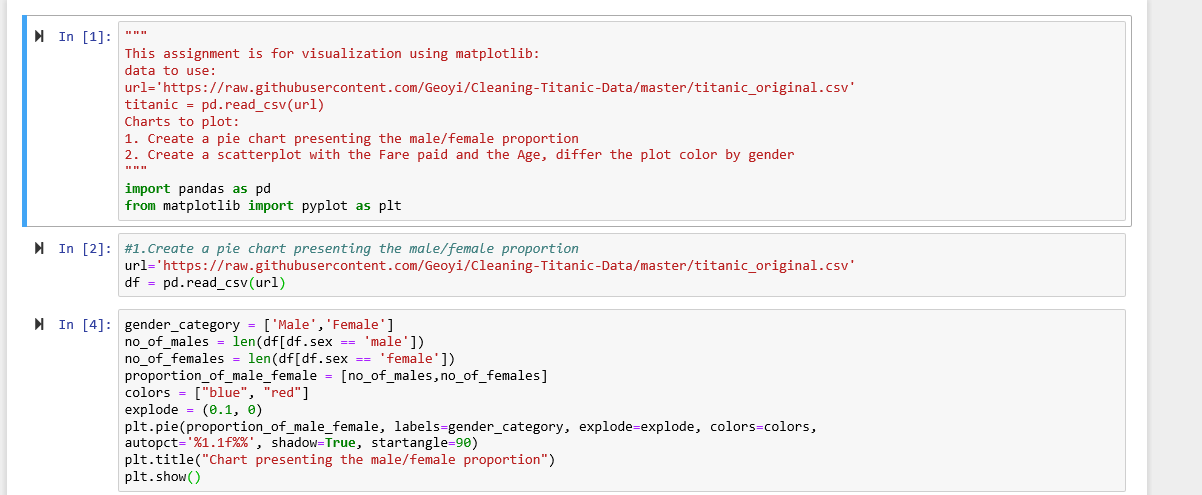 In [1]: """
This assignment is for visualization using matplotlib:
data to use:
url='https://raw.githubusercontent.com/Geoyi/Cleaning-Titanic-Data/master/titanic_original.csv'
titanic = pd.read_csv(url)
Charts to plot:
1. Create a pie chart presenting the male/female proportion
2. Create a scatterplot with the Fare paid and the Age, differ the plot color by gender
"""
import pandas as pd
from matplotlib import pyplot as plt
In [2]: #1.Create a pie chart presenting the male/female proportion
url='https://raw.githubusercontent.com/Geoyi/Cleaning-Titanic-Data/master/titanic_original.csv'
df = pd.read_csv(url)
In [4]: gender_category = ['Male','Female']
no_of_males = len(df[df.sex == 'male'])
no_of_females = len(df[df.sex == 'female'])
proportion_of_male_female = [no_of_males,no_of_females]
colors = ["blue", "red"]
explode = (0.1, 0)
plt.pie(proportion_of_male_female, labels=gender_category, explode=explode, colors=colors,
autopct='%1.1f%%', shadow=True, startangle=90)
plt.title("Chart presenting the male/female proportion")
plt.show()